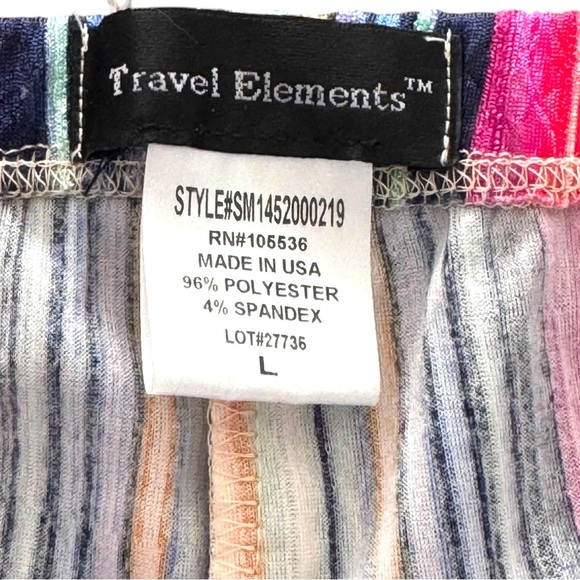 Travel Elements™
STYLE#SM1452000219
RN#105536
MADE IN USA
96% POLYESTER
4% SPANDEX
LOT#27736
L